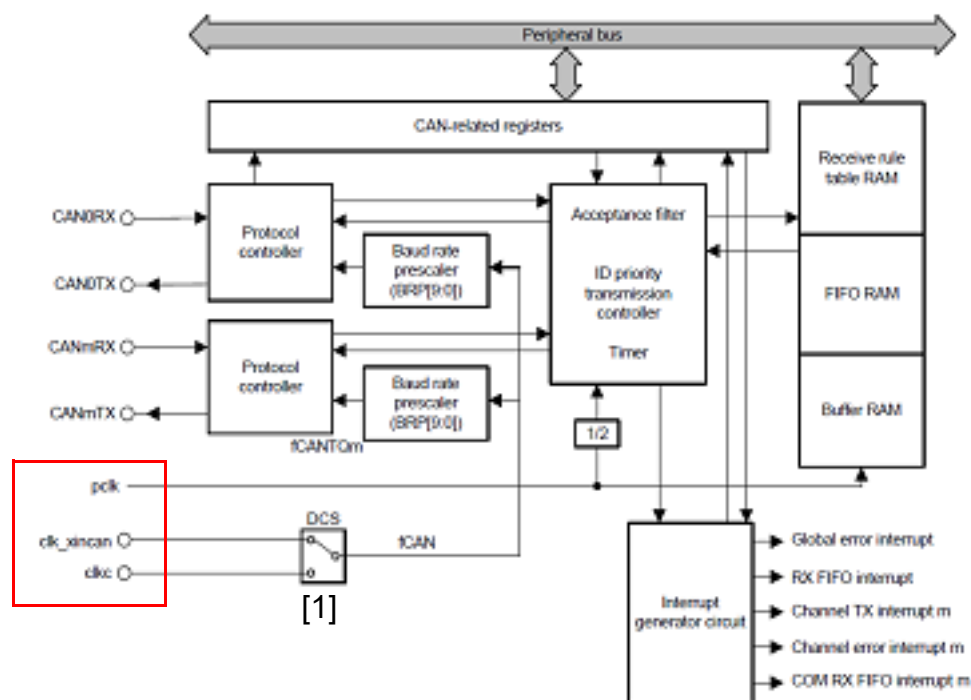 Peripheral bus
CAN-related registers
Receive rule
table RAM
FIFO RAM
Buffer RAM
CAN0RX
CAN0TX
Protocol
controller
Baud rate
prescaler
(BRP[9:0])
Acceptance filter
ID priority
transmission
controller
Timer
CANmRX
CANmTX
Protocol
controller
Baud rate
prescaler
(BRP[9:0])
fCANTQm
1/2
pclk
clk_xincan
clkc
DCS
fCAN
[1]
Interrupt
generator circuit
Global error interrupt
RX FIFO interrupt
Channel TX interrupt m
Channel error interrupt m
COM RX FIFO interrupt m